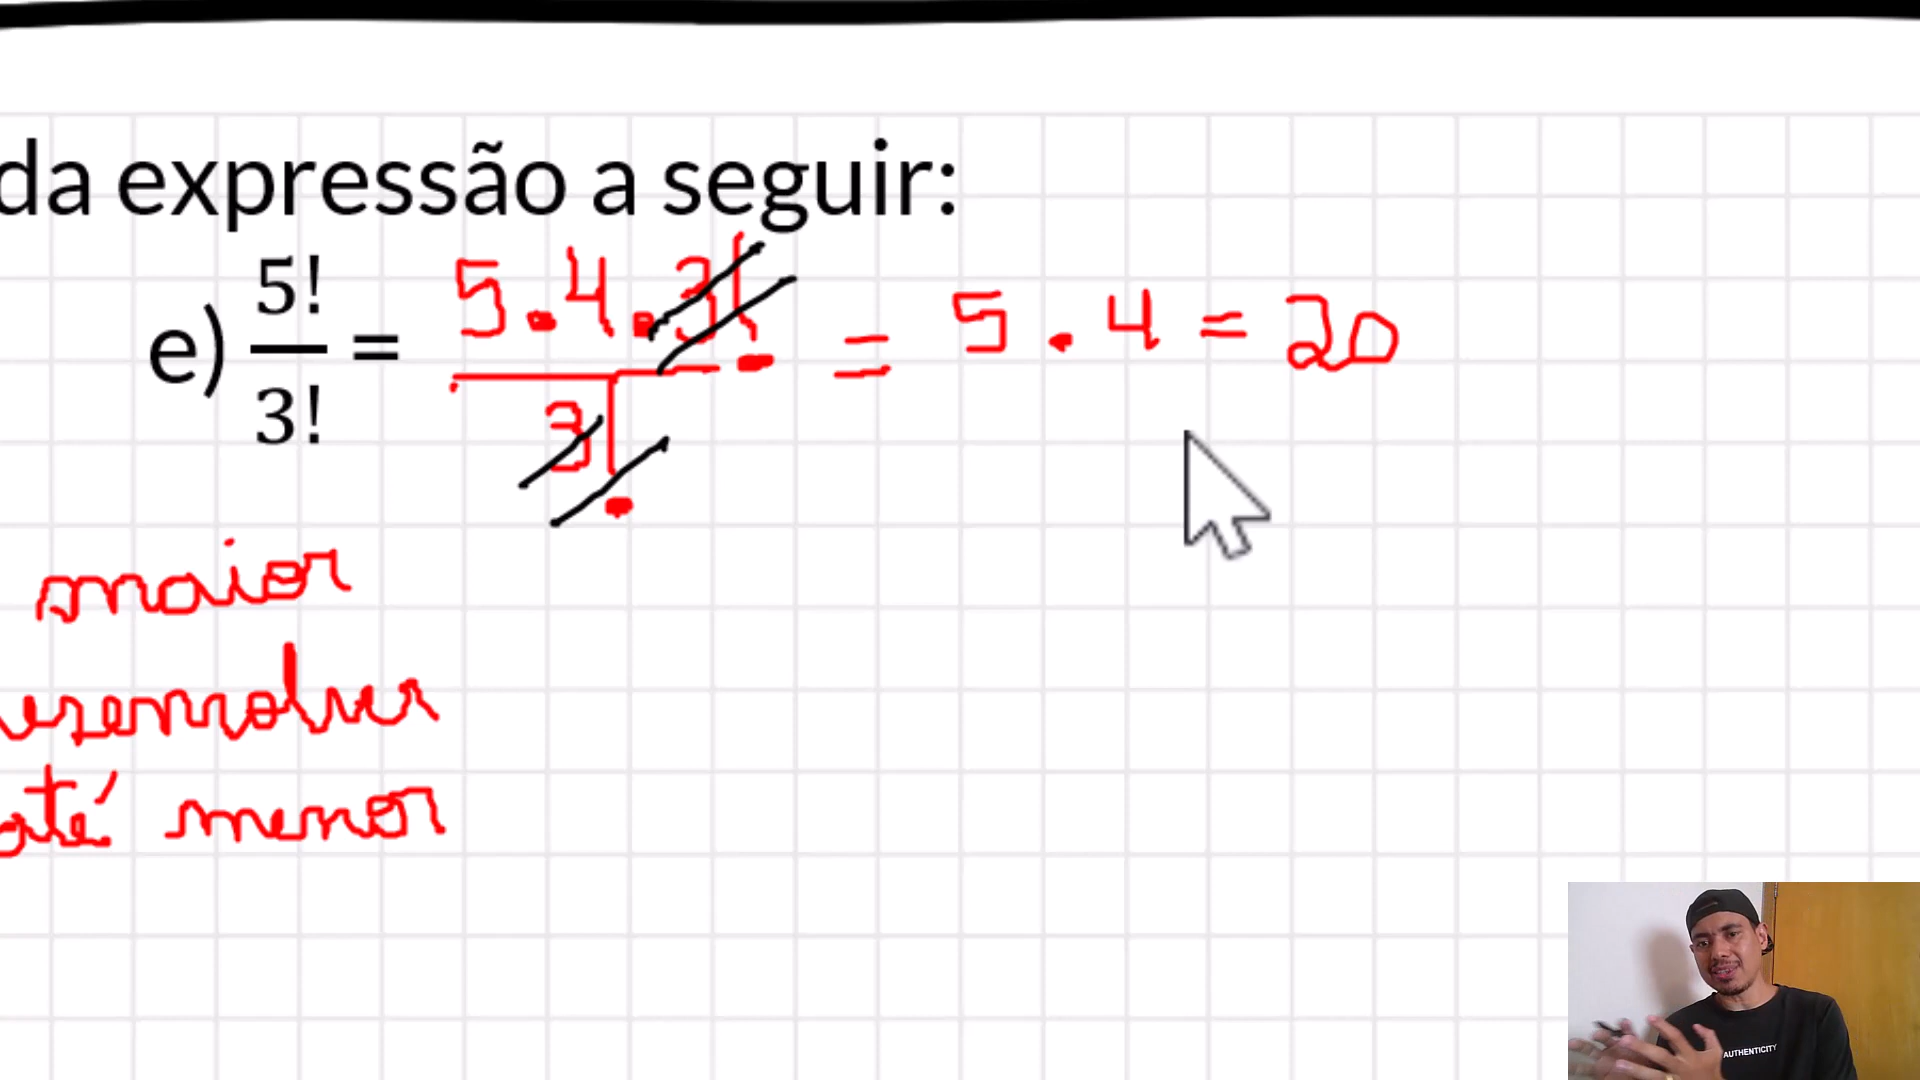 da expressão a seguir:
e) 5!/3! = 5.4.3!/3! = 5.4 = 20
maior
desenvolver
até menor
AUTHENTICITY